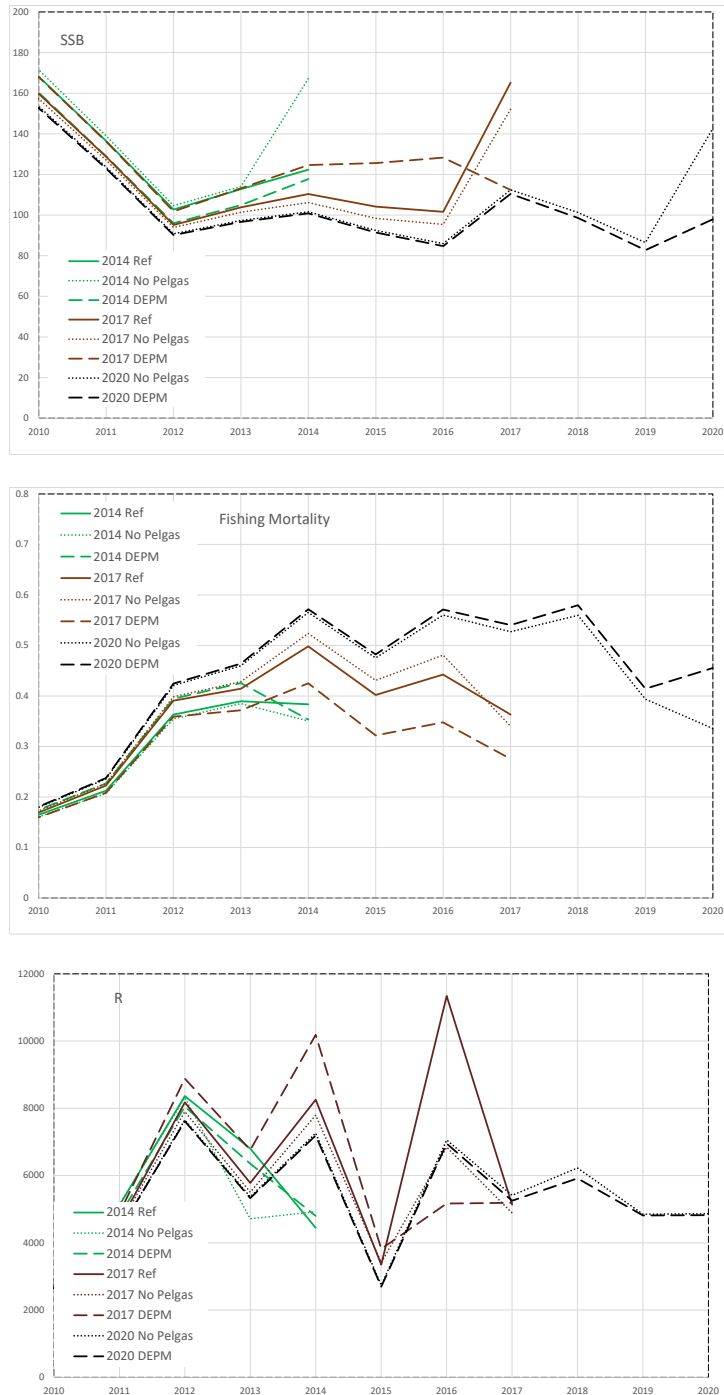 200
SSB
180
160
140
120
100
80
2014 Ref
2014 No Pelgas
60
2014 DEPM
2017 Ref
40
2017 No Pelgas
2017 DEPM
20
2020 No Pelgas
2020 DEPM
0
2010 2011 2012 2013 2014 2015 2016 2017 2018 2019 2020
0.8
2014 Ref
Fishing Mortality
2014 No Pelgas
0.7
2014 DEPM
2017 Ref
0.6
2017 No Pelgas
2017 DEPM
2020 No Pelgas
0.5
2020 DEPM
0.4
0.3
0.2
0.1
0
2010 2011 2012 2013 2014 2015 2016 2017 2018 2019 2020
12000
R
10000
8000
6000
2014 Ref
2014 No Pelgas
4000
2014 DEPM
2017 Ref
2017 No Pelgas
2000
2017 DEPM
2020 No Pelgas
2020 DEPM
0
2010 2011 2012 2013 2014 2015 2016 2017 2018 2019 2020